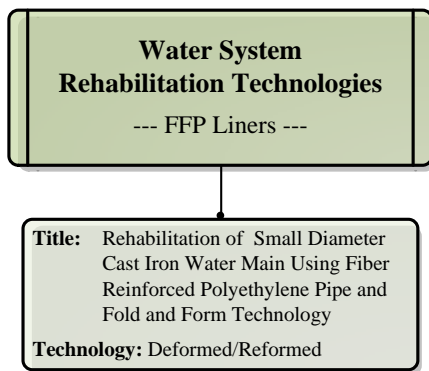 Water System
Rehabilitation Technologies
--- FFP Liners ---
Title: Rehabilitation of Small Diameter
Cast Iron Water Main Using Fiber
Reinforced Polyethylene Pipe and
Fold and Form Technology
Technology: Deformed/Reformed